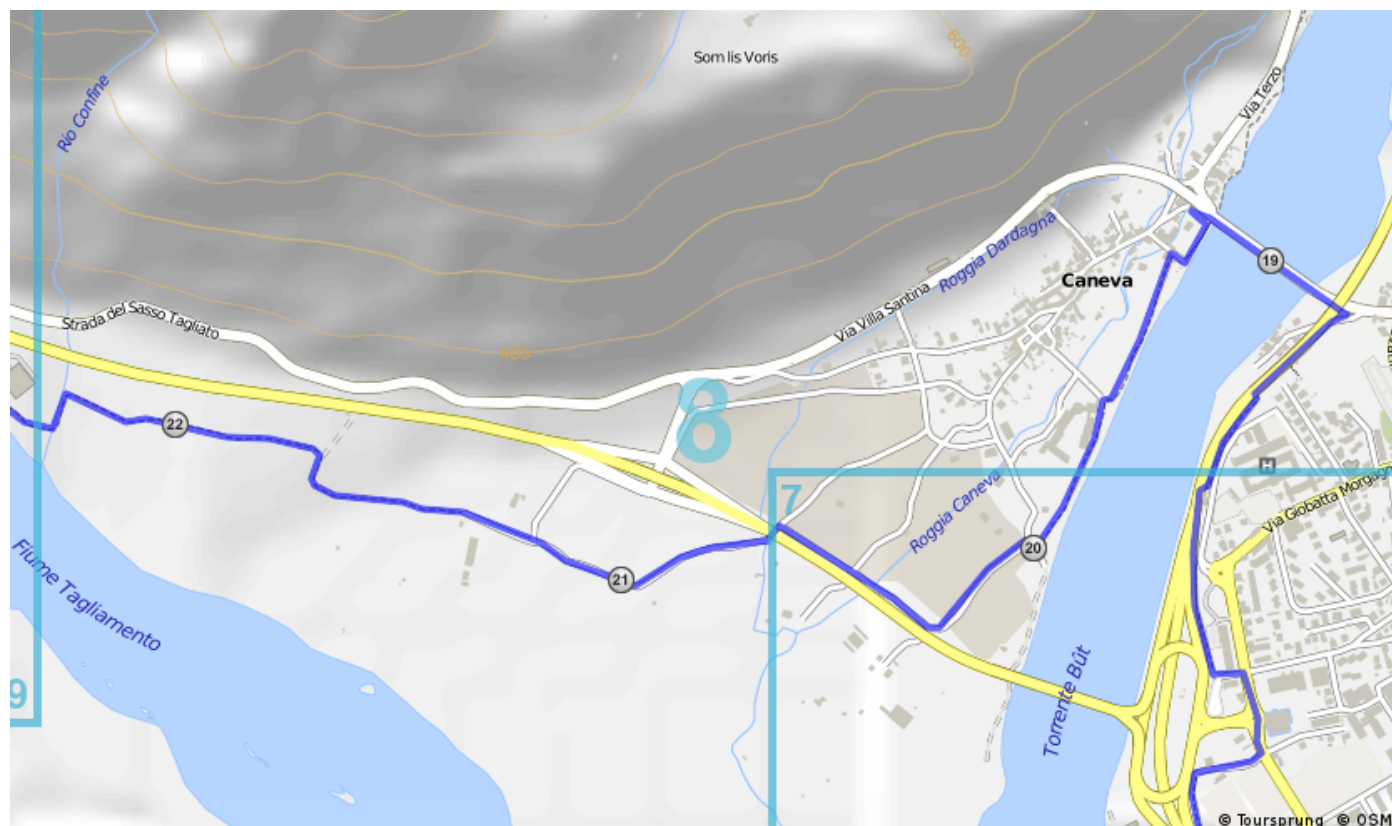 600
Som lis Voris
Via Terzo
Rio Confine
Roggia Dardagna
19
Caneva
Via Villa Santina
Strada del Sasso Tagliato
450
8
22
H
7
Via Giobatta Morgagn
Roggia Caneva
20
21
Fiume Tagliamento
Torrente Bût
9
© Toursprung © OSM